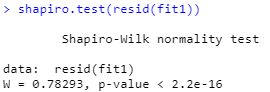 > shapiro.test(resid(fit1))
Shapiro-Wilk normality test
data:  resid(fit1)
W = 0.78293, p-value < 2.2e-16